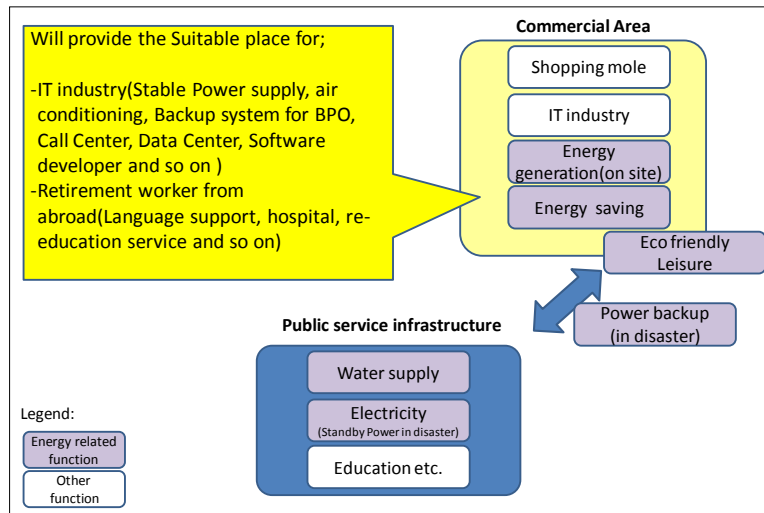 Will provide the Suitable place for;
-IT industry(Stable Power supply, air
conditioning, Backup system for BPO,
Call Center, Data Center, Software
developer and so on )
-Retirement worker from
abroad(Language support, hospital, re-
education service and so on)
Commercial Area
Shopping mole
IT industry
Energy
generation(on site)
Energy saving
Eco friendly
Leisure
Power backup
(in disaster)
Public service infrastructure
Water supply
Electricity
(Standby Power in disaster)
Education etc.
Legend:
Energy related
function
Other
function